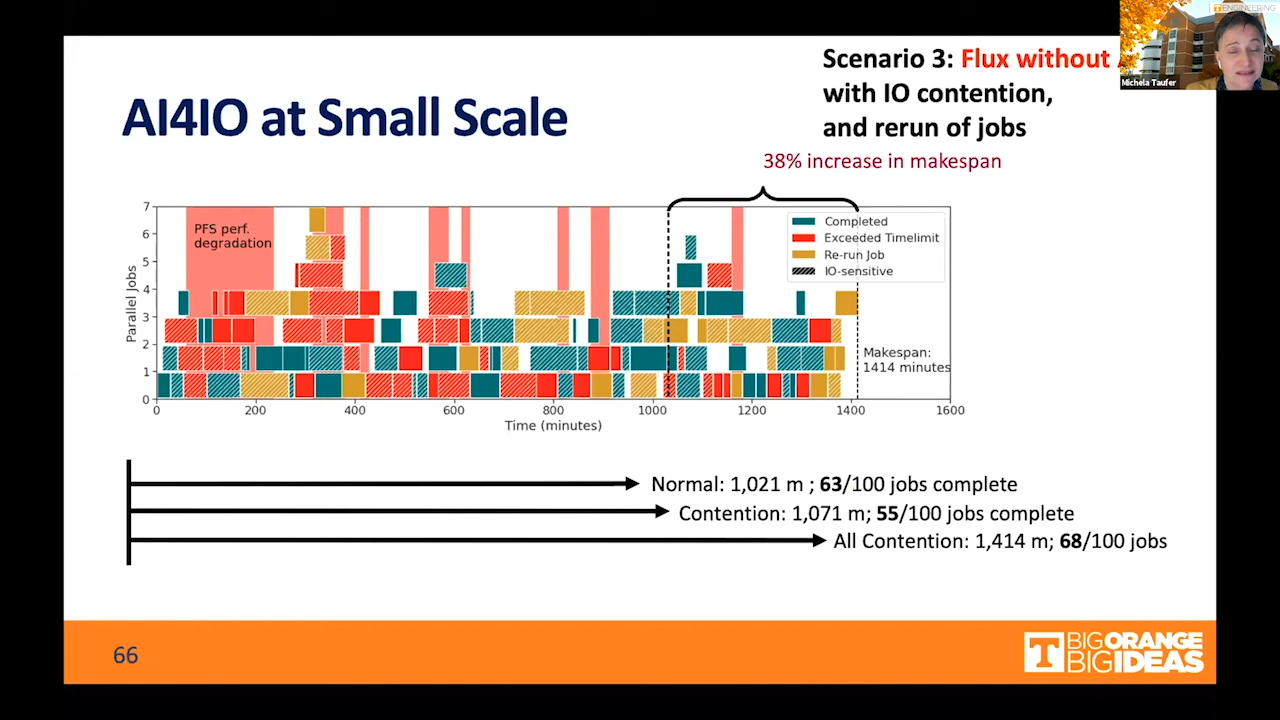 TENGINEERING
Michela Taufer
Scenario 3: Flux without
with IO contention,
and rerun of jobs
AI4IO at Small Scale
38% increase in makespan
PFS perf.
degradation
Completed
Exceeded Timelimit
Re-run Job
IO-sensitive
Parallel Jobs
7
6
5
4
3
2
1
0
Makespan:
1414 minutes
0 200 400 600 800 1000 1200 1400 1600
Time (minutes)
Normal: 1,021 m ; 63/100 jobs complete
Contention: 1,071 m; 55/100 jobs complete
All Contention: 1,414 m; 68/100 jobs
66
T BIG ORANGE
BIG IDEAS